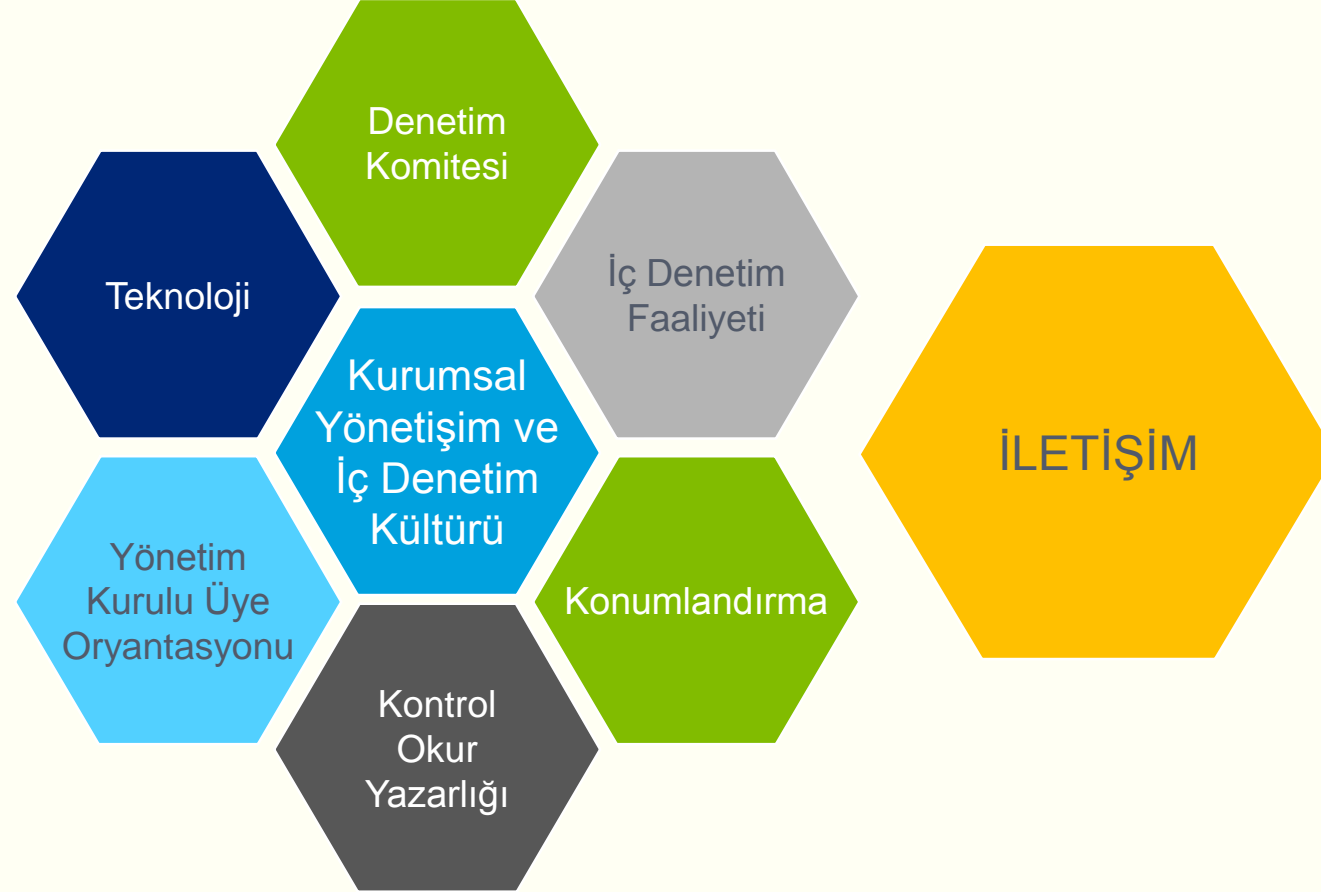 Denetim
Komitesi
Teknoloji
İç Denetim
Faaliyeti
Kurumsal
Yönetişim ve
İç Denetim
Kültürü
İLETİŞİM
Yönetim
Kurulu Üye
Oryantasyonu
Konumlandırma
Kontrol
Okur
Yazarlığı